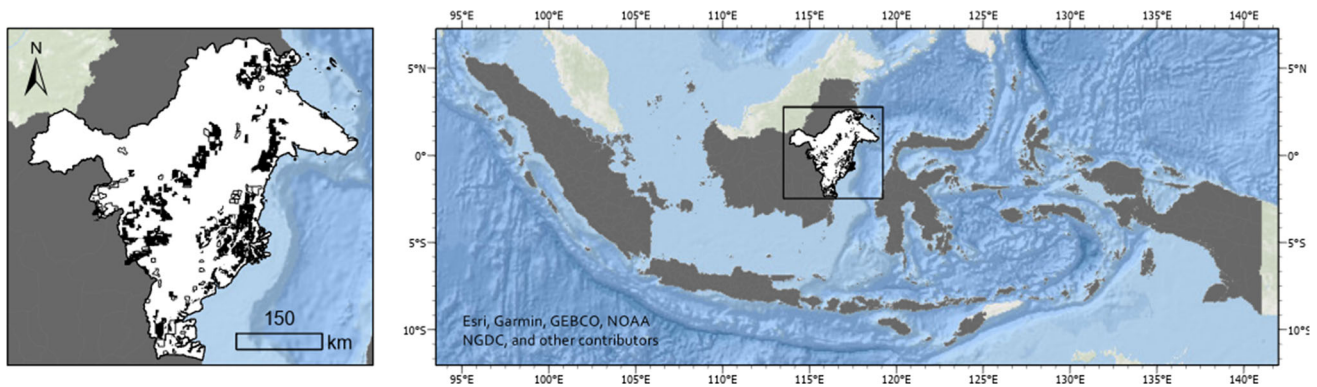 N
150
km
95°E 100°E 105°E 110°E 115°E 120°E 125°E 130°E 135°E 140°E
5°N 5°N
0° 0°
5°S 5°S
10°S 10°S
Esri, Garmin, GEBCO, NOAA
NGDC, and other contributors
95°E 100°E 105°E 110°E 115°E 120°E 125°E 130°E 135°E 140°E